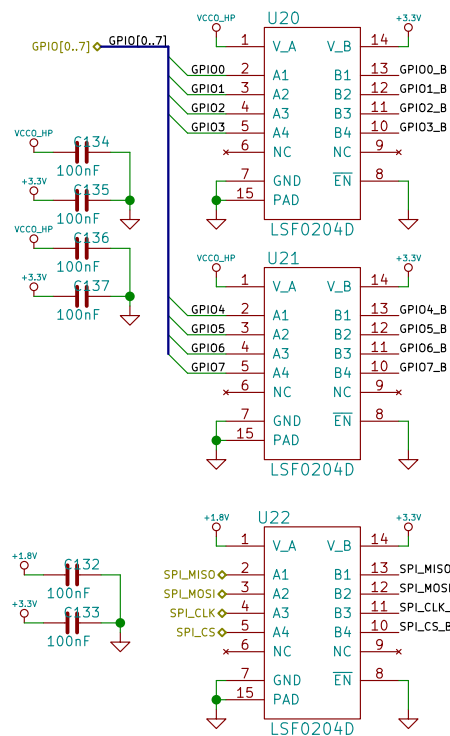 U20
VCCO_HP
+3.3V
GPIO[0..7]
GPIO[0..7]
1 V_A V_B 14
GPIO0 2 A1 B1 13 GPIO0_B
GPIO1 3 A2 B2 12 GPIO1_B
GPIO2 4 A3 B3 11 GPIO2_B
GPIO3 5 A4 B4 10 GPIO3_B
6 NC NC 9
7 GND EN 8
15 PAD
LSF0204D
VCCO_HP
C134
100nF
+3.3V
C135
100nF
VCCO_HP
C136
100nF
+3.3V
C137
100nF
U21
VCCO_HP
+3.3V
1 V_A V_B 14
GPIO4 2 A1 B1 13 GPIO4_B
GPIO5 3 A2 B2 12 GPIO5_B
GPIO6 4 A3 B3 11 GPIO6_B
GPIO7 5 A4 B4 10 GPIO7_B
6 NC NC 9
7 GND EN 8
15 PAD
LSF0204D
U22
+1.8V
+3.3V
1 V_A V_B 14
SPI_MISO 2 A1 B1 13 SPI_MISO
SPI_MOSI 3 A2 B2 12 SPI_MOSI
SPI_CLK 4 A3 B3 11 SPI_CLK_
SPI_CS 5 A4 B4 10 SPI_CS_B
6 NC NC 9
7 GND EN 8
15 PAD
LSF0204D
+1.8V
C132
100nF
+3.3V
C133
100nF